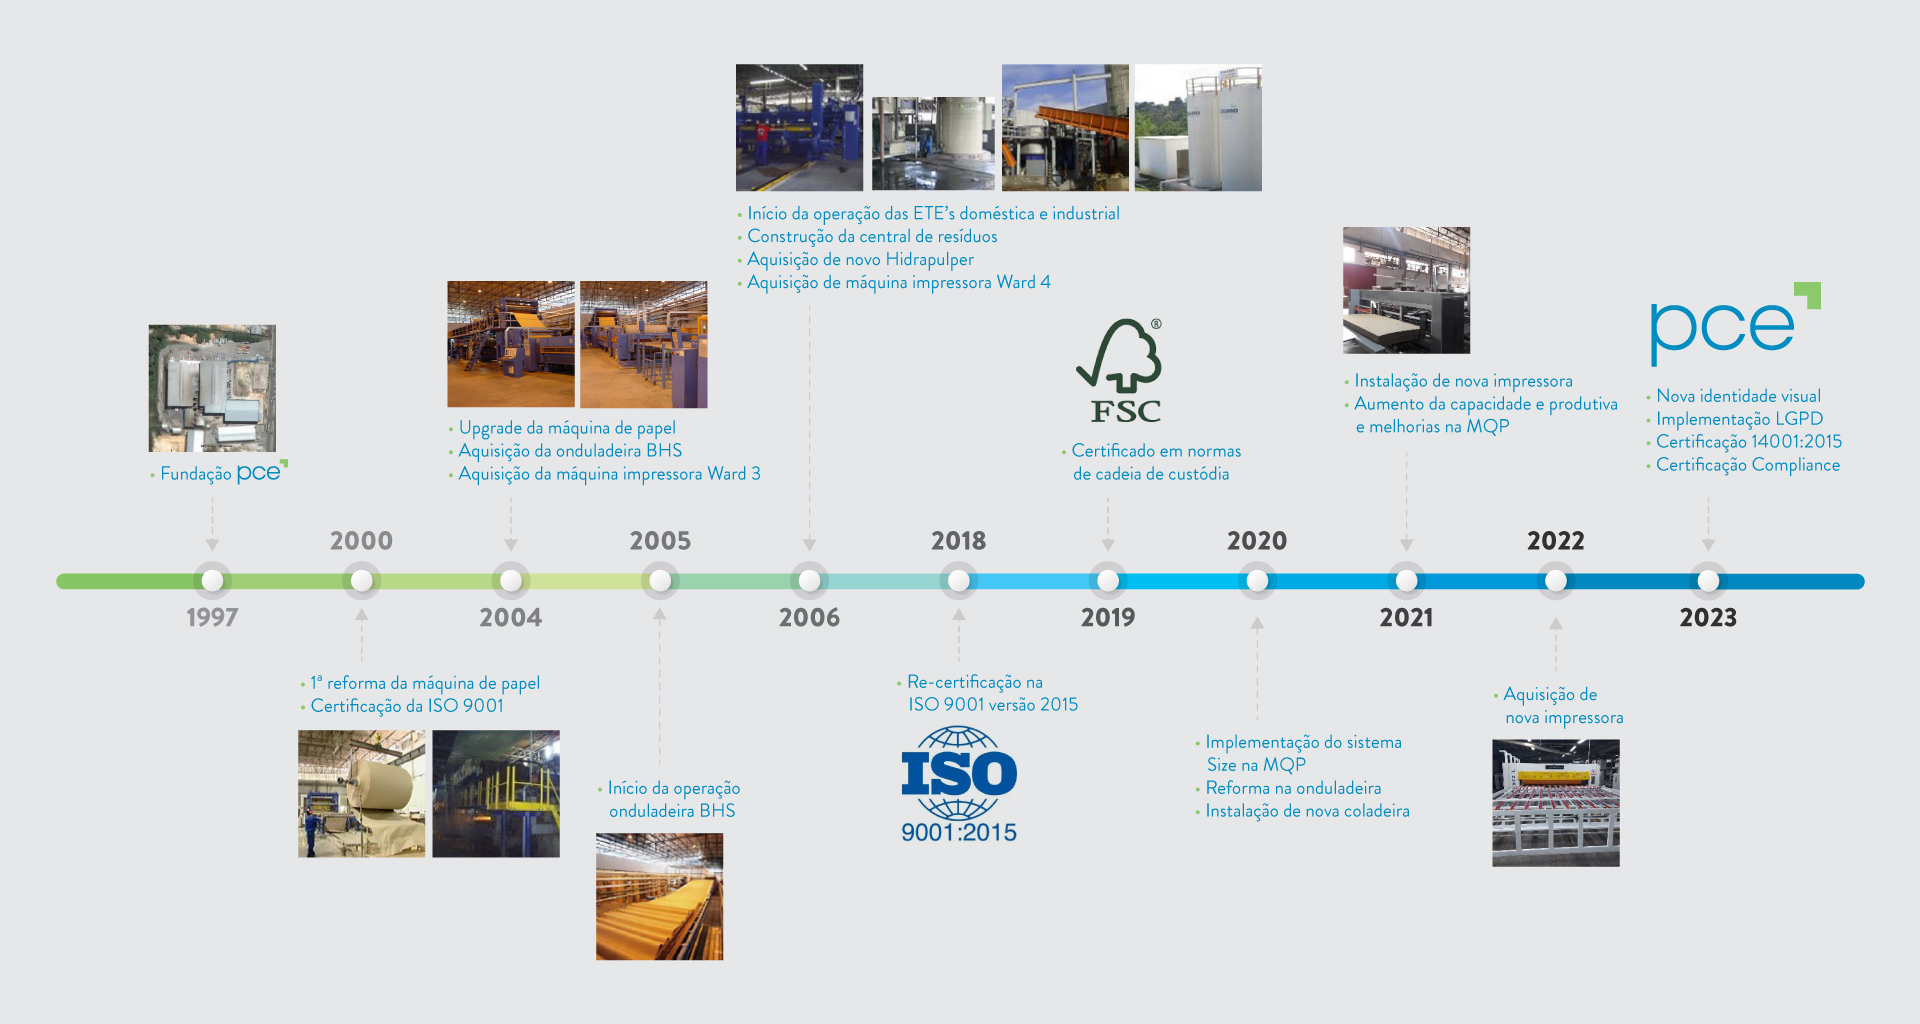 • Início da operação das ETE's doméstica e industrial
• Construção da central de resíduos
• Aquisição de novo Hidrapulper
• Aquisição de máquina impressora Ward 4
• Fundação pce
• Upgrade da máquina de papel
• Aquisição da onduladeira BHS
• Aquisição da máquina impressora Ward 3
®
FSC
• Certificado em normas
de cadeia de custódia
• Instalação de nova impressora
• Aumento da capacidade e produtiva
e melhorias na MQP
pce
• Nova identidade visual
• Implementação LGPD
• Certificação 14001:2015
• Certificação Compliance
2000
2005
2018
2020
2022
1997
2004
2006
2019
2021
2023
• 1ª reforma da máquina de papel
• Certificação da ISO 9001
• Início da operação
onduladeira BHS
• Re-certificação na
ISO 9001 versão 2015
ISO
9001:2015
• Implementação do sistema
Size na MQP
• Reforma na onduladeira
• Instalação de nova coladeira
• Aquisição de
nova impressora